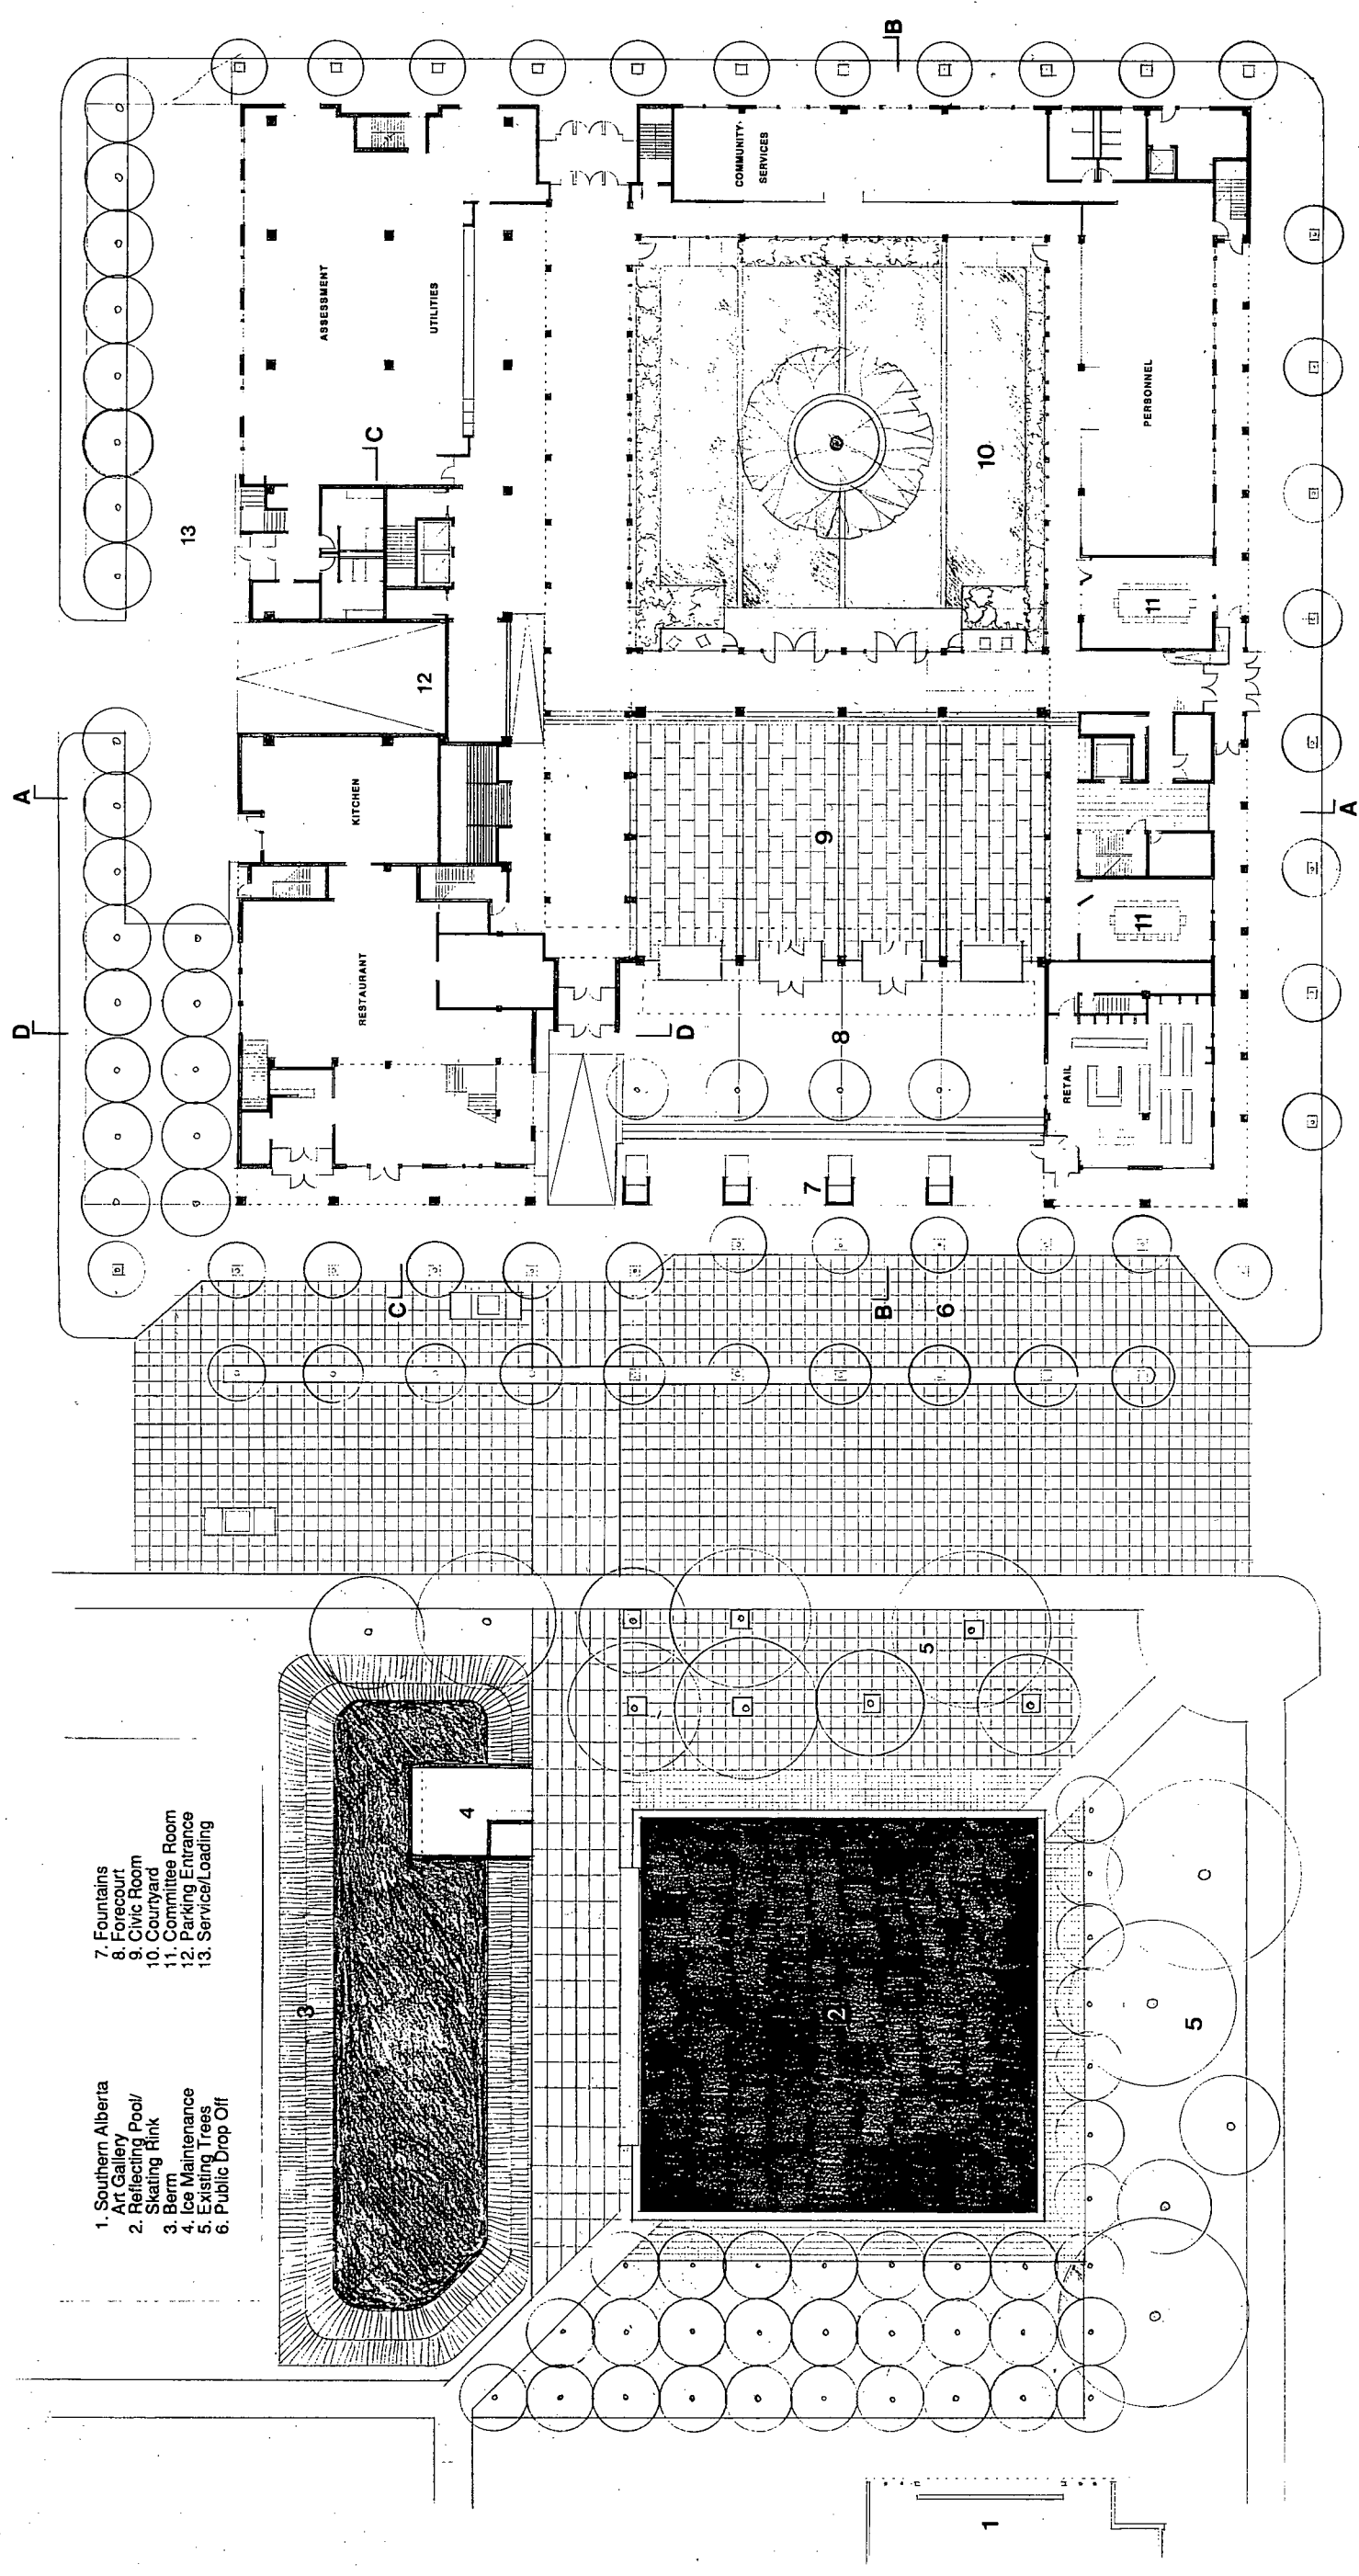 1. Southern Alberta
Art Gallery
2. Reflecting Pool/
Skating Rink
3. Berm
4. Ice Maintenance
5. Existing Trees
6. Public Drop Off
7. Fountains
8. Forecourt
9. Civic Room
10. Courtyard
11. Committee Room
12. Parking Entrance
13. Service/Loading
D
A
13
3
RESTAURANT
KITCHEN
12
ASSESSMENT
UTILITIES
C
C
4
D
2
7
8
9
COMMUNITY
SERVICES
B
B
6
5
10
1
RETAIL
11
11
PERSONNEL
5
A